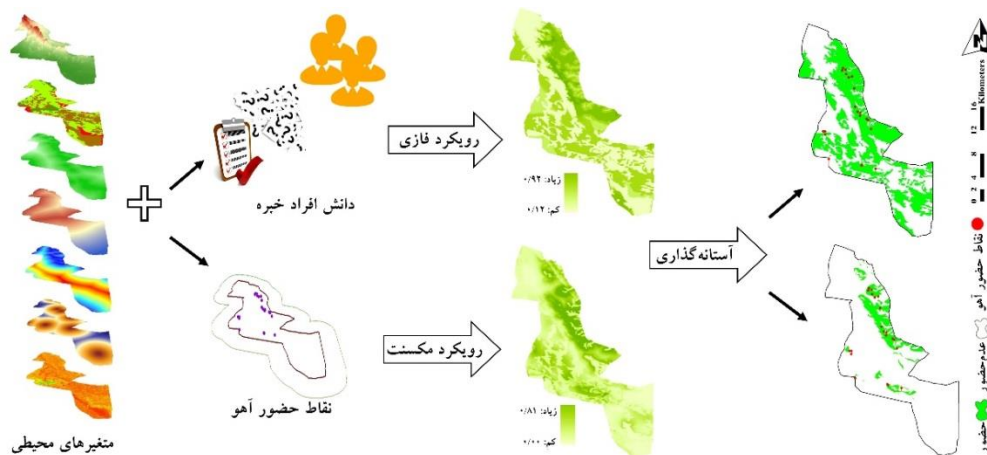 متغیرهای محیطی
دانش افراد خبره
نقاط حضور آهو
رویکرد فازی
رویکرد مکسنت
زیاد: ۰/۹۲
کم: ۰/۱۲
زیاد: ۰/۸۱
کم: ۰/۰۰
آستانه‌گذاری
N
0 2 4 8 12 16
Kilometers
نقاط حضور آهو
عدم‌حضور
حضور